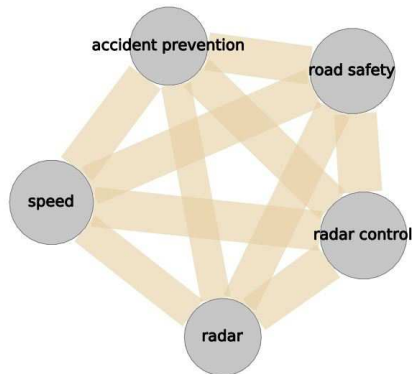 accident prevention
road safety
speed
radar control
radar